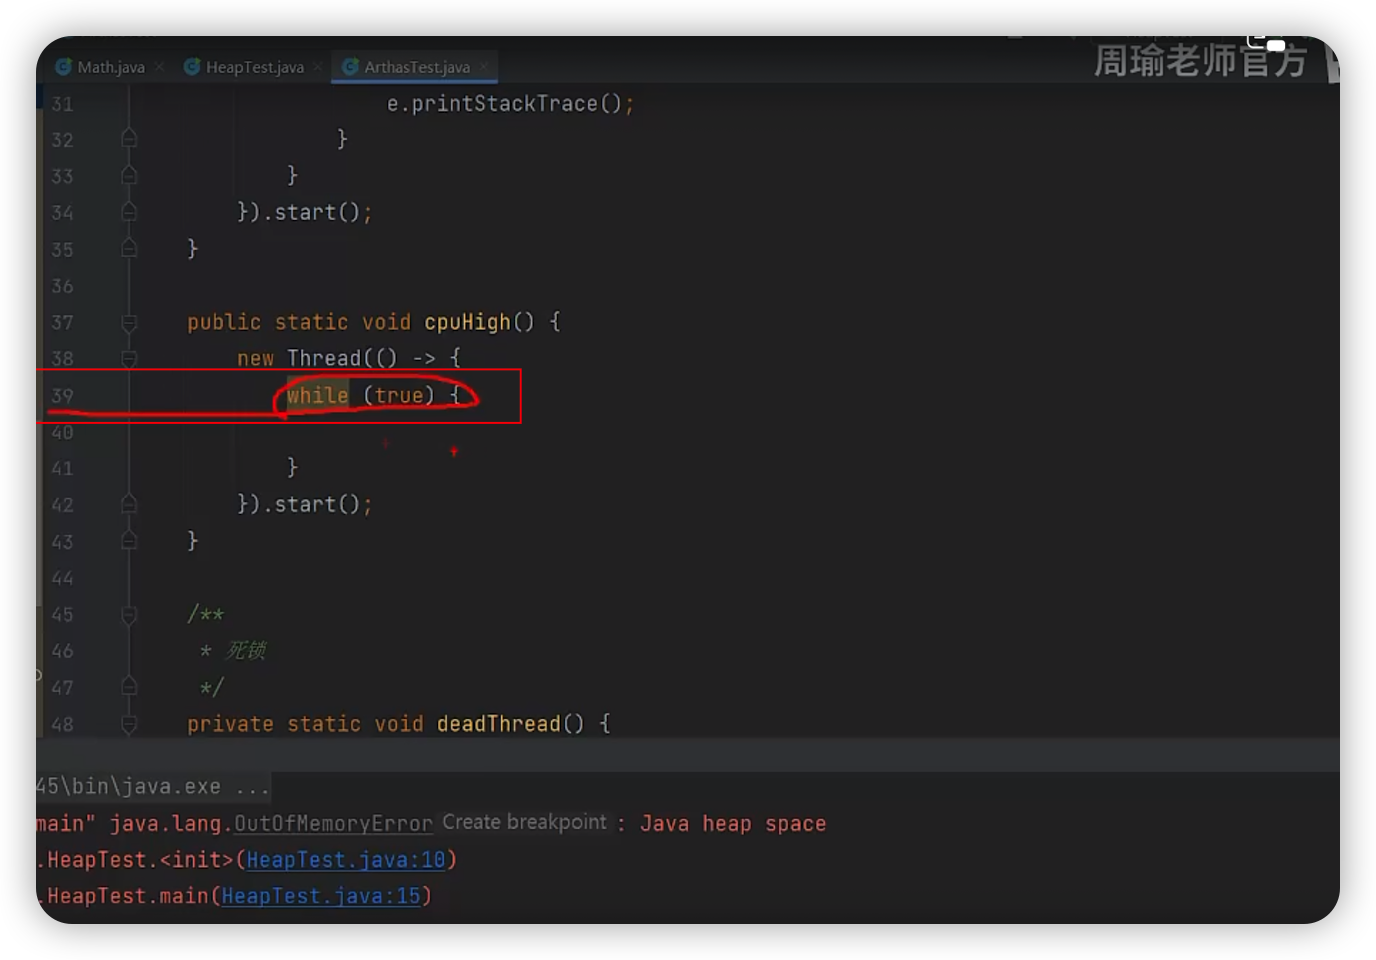 周瑜老师官方
Math.java HeapTest.java ArthasTest.java
31 e.printStackTrace();
32 }
33 }
34 }).start();
35 }
36
37 public static void cpuHigh() {
38 new Thread(() -> {
39 while (true) {
40
41 }
42 }).start();
43 }
44
45 /**
46 * 死锁
47 */
48 private static void deadThread() {
45\bin\java.exe ...
main" java.lang.OutOfMemoryError Create breakpoint : Java heap space
.HeapTest.<init>(HeapTest.java:10)
.HeapTest.main(HeapTest.java:15)